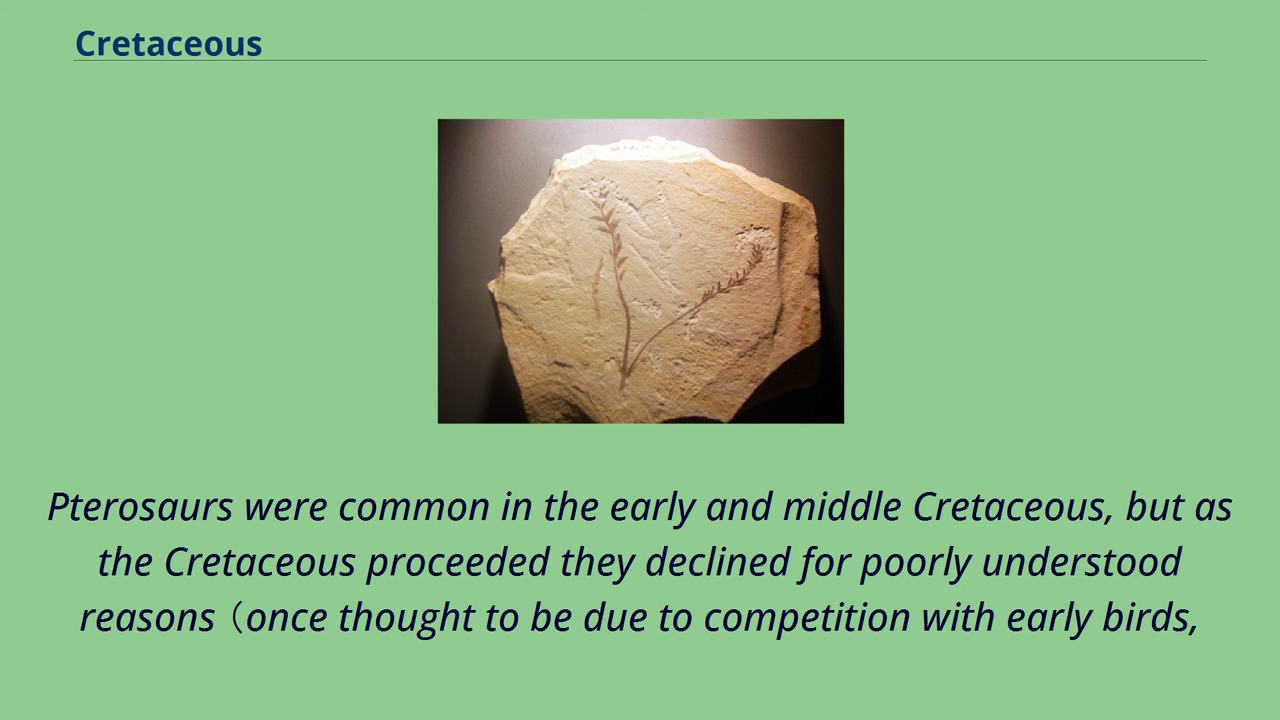 Cretaceous
Pterosaurs were common in the early and middle Cretaceous, but as
the Cretaceous proceeded they declined for poorly understood
reasons（once thought to be due to competition with early birds,